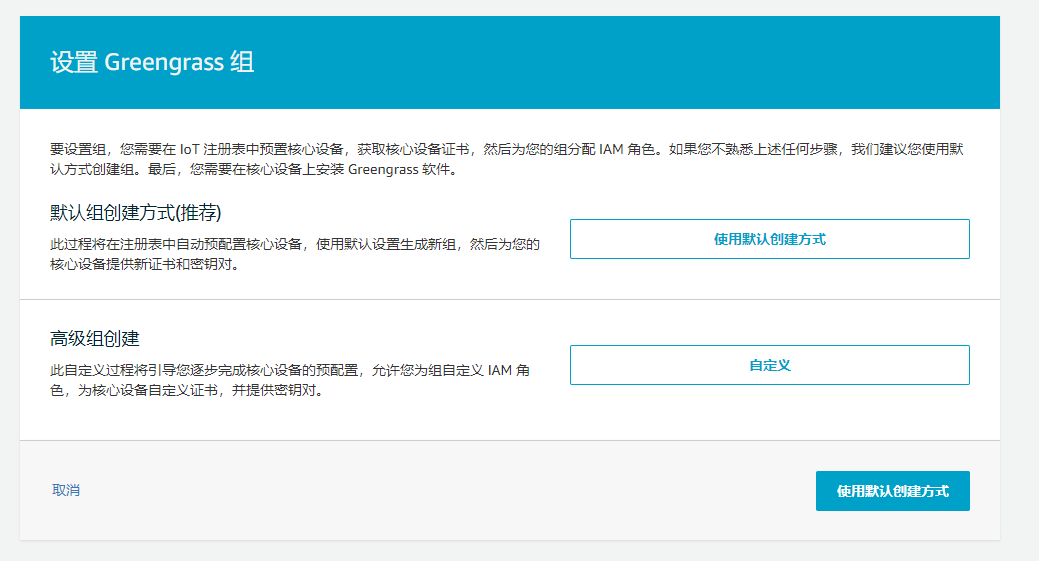 设置 Greengrass 组
要设置组，您需要在 IoT 注册表中预置核心设备，获取核心设备证书，然后为您的组分配 IAM 角色。如果您不熟悉上述任何步骤，我们建议您使用默
认方式创建组。最后，您需要在核心设备上安装 Greengrass 软件。
默认组创建方式(推荐)
此过程将在注册表中自动预配置核心设备，使用默认设置生成新组，然后为您的
核心设备提供新证书和密钥对。
使用默认创建方式
高级组创建
此自定义过程将引导您逐步完成核心设备的预配置，允许您为组自定义 IAM 角
色，为核心设备自定义证书，并提供密钥对。
自定义
取消
使用默认创建方式